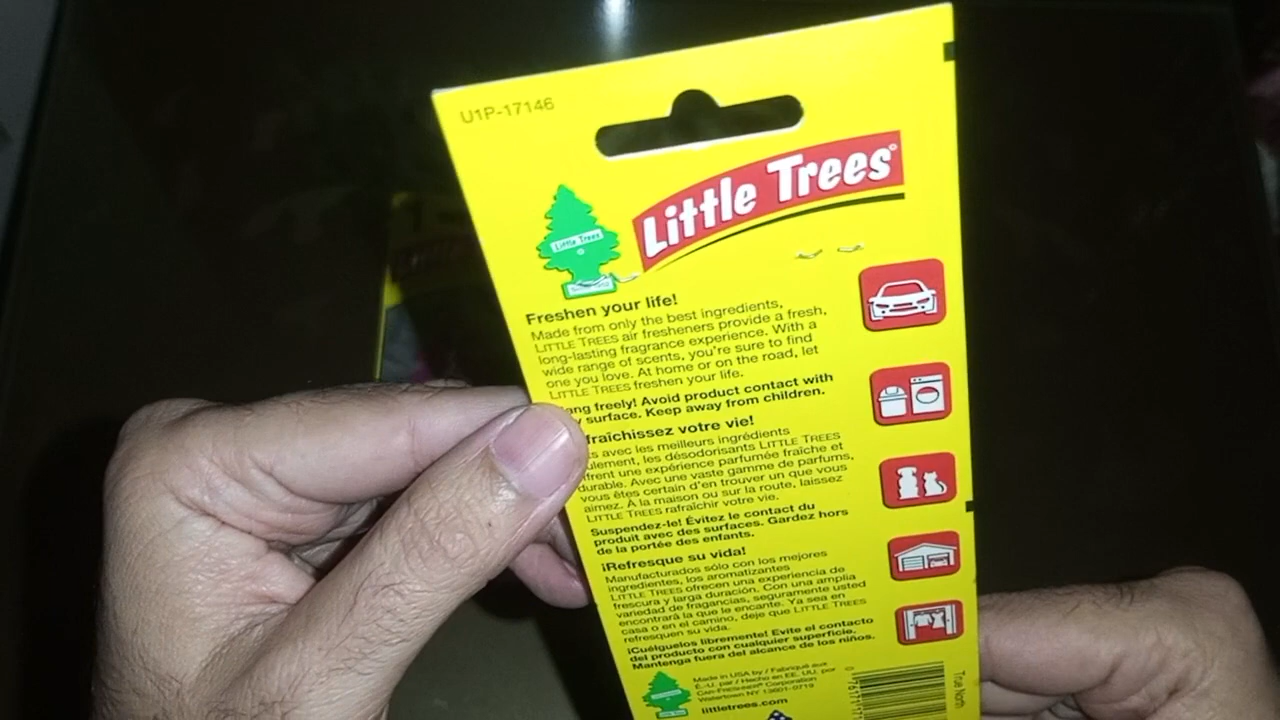 U1P-17146
Little Trees
Little Trees
Freshen your life!
Made from only the best ingredients,
LITTLE TREES air fresheners provide a fresh,
long-lasting fragrance experience. With a
wide range of scents, you're sure to find
one you love. At home or on the road, let
LITTLE TREES freshen your life.
ang freely! Avoid product contact with
y surface. Keep away from children.
fraîchissez votre vie!
ts avec les meilleurs ingrédients
ulement, les désodorisants LITTLE TREES
frent une expérience parfumée fraîche et
durable. Avec une vaste gamme de parfums,
vous êtes certain d'en trouver un que vous
aimez. À la maison ou sur la route, laissez
LITTLE TREES rafraîchir votre vie.
Suspendez-le! Évitez le contact du
produit avec des surfaces. Gardez hors
de la portée des enfants.
¡Refresque su vida!
Manufacturados sólo con los mejores
ingredientes, los aromatizantes
LITTLE TREES ofrecen una experiencia de
frescura y larga duración. Con una amplia
variedad de fragancias, seguramente usted
encontrará la que le encante. Ya sea en
casa o en el camino, deje que LITTLE TREES
refresquen su vida.
¡Cuélguelos libremente! Evite el contacto
del producto con cualquier superficie.
Mantenga fuera del alcance de los niños.
Made in USA by / Fabriqué aux
É.-U. par / Hecho en EE. UU. por
CAR-FRESHNER® Corporation
Watertown NY 13601-0719
littletrees.com
True North